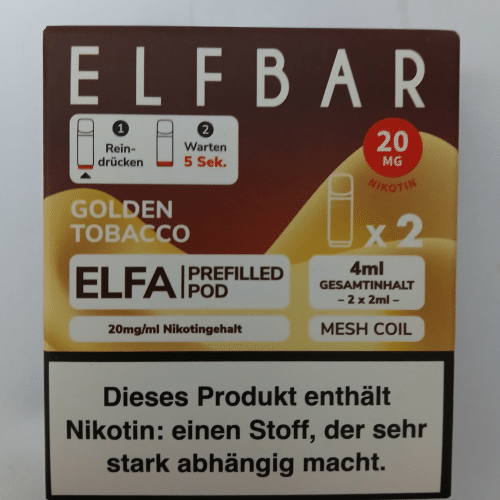 ELFBAR
1
2
Rein-
drücken
Warten
5 Sek.
20
MG
NIKOTIN
GOLDEN
TOBACCO
x 2
ELFA
PREFILLED
POD
4ml
GESAMTINHALT
– 2 x 2ml –
20mg/ml Nikotingehalt
MESH COIL
Dieses Produkt enthält
Nikotin: einen Stoff, der sehr
stark abhängig macht.